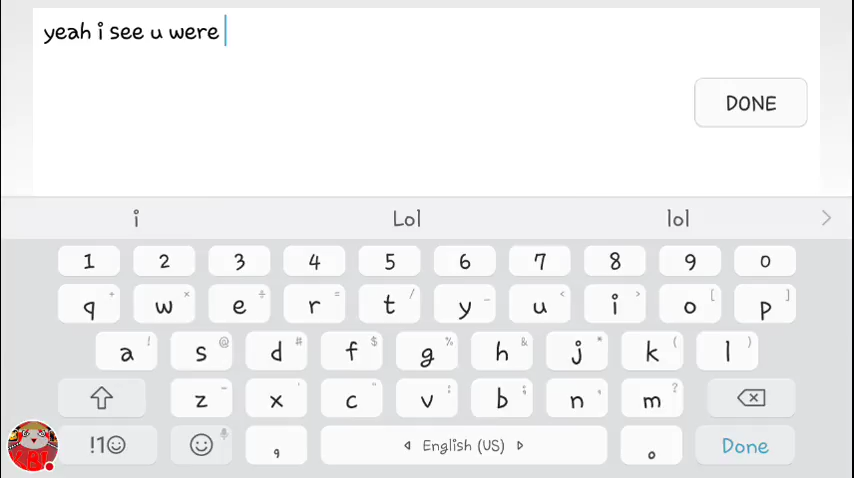 yeah i see u were
DONE
i Lol lol >
1 2 3 4 5 6 7 8 9 0
q + w × e ÷ r = t / y _ u < i > o [ p ]
a ! s @ d # f $ g % h & j * k ( l )
z - x ' c " v : b ; n , m ?
!1☺ , English (US) . Done